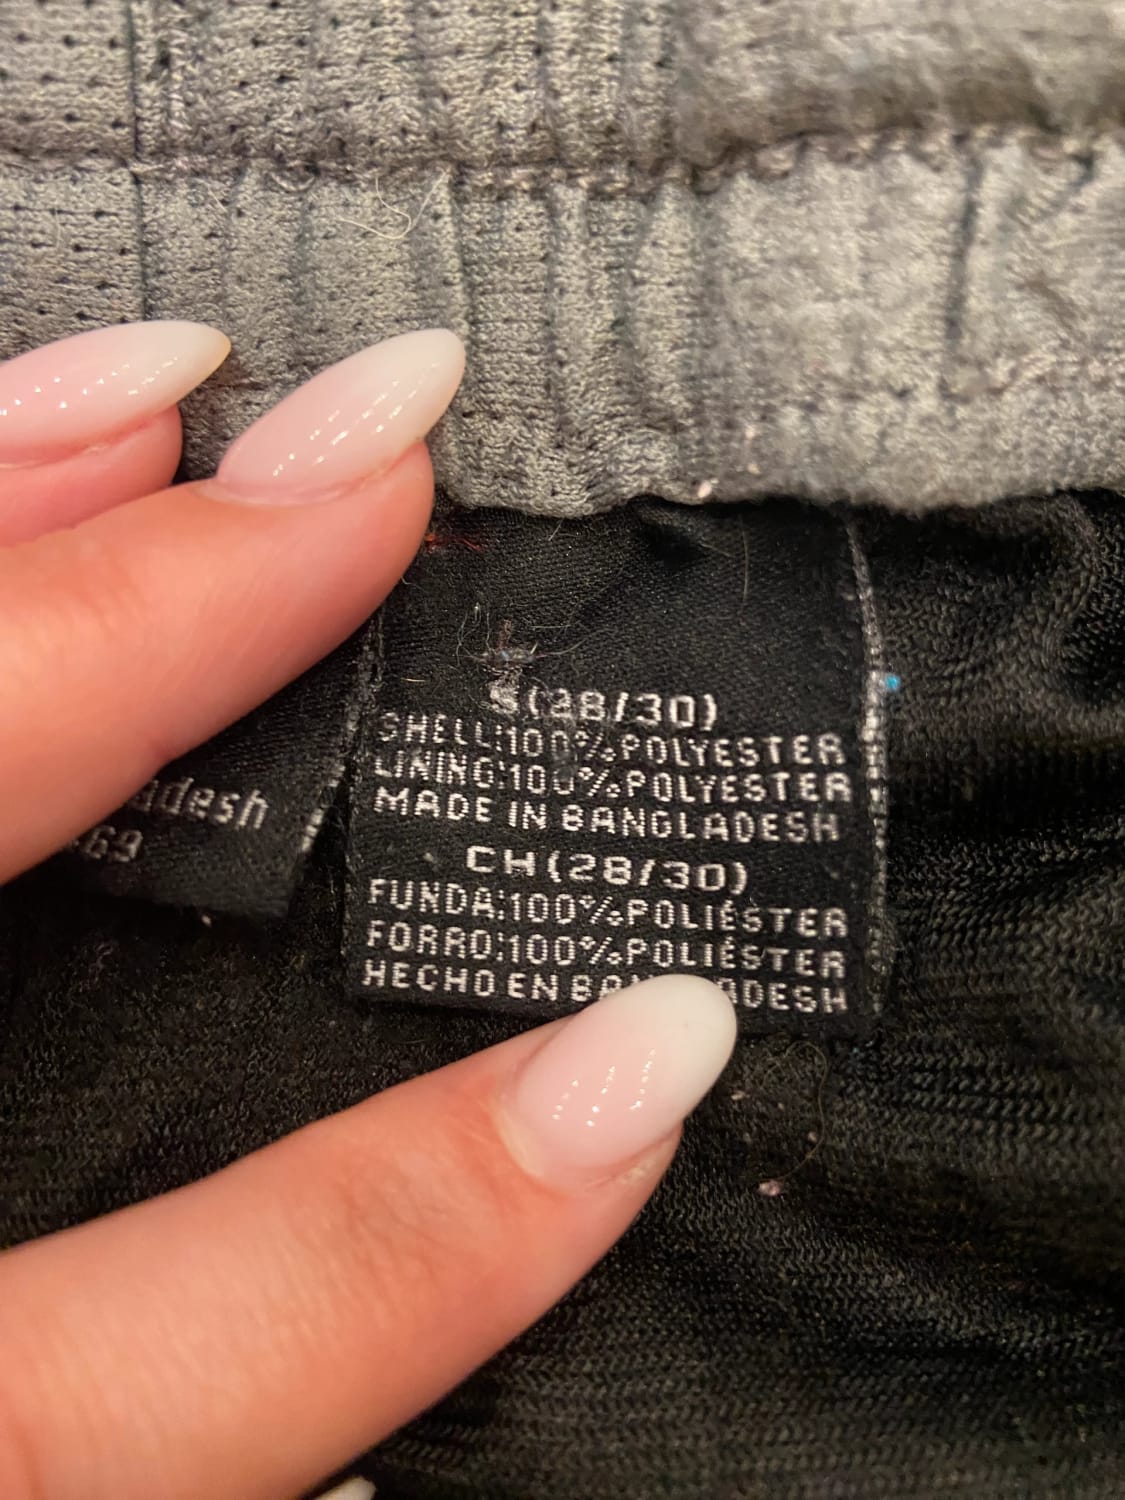 S(28/30)
SHELL:100%POLYESTER
LINING:100%POLYESTER
MADE IN BANGLADESH
CH(28/30)
FUNDA:100%POLIÉSTER
FORRO:100%POLIÉSTER
HECHO EN BANGLADESH
adesh
69